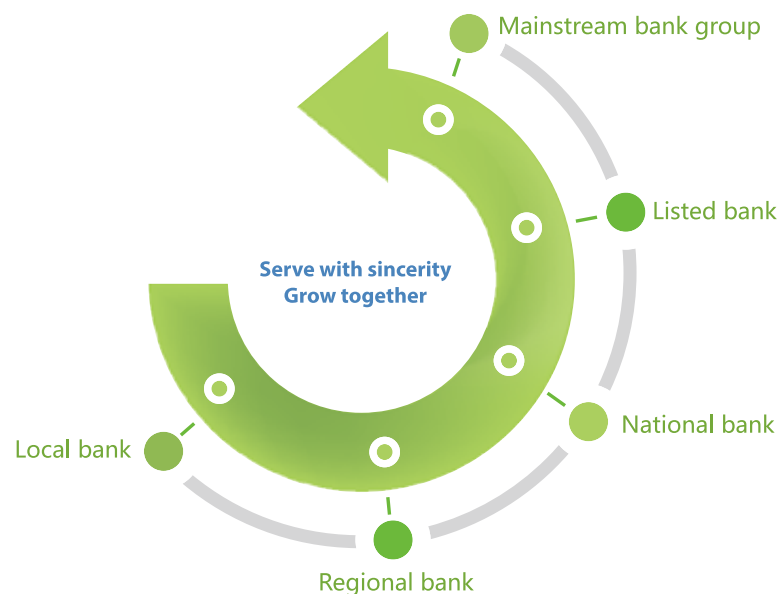 Mainstream bank group
Listed bank
Serve with sincerity
Grow together
National bank
Local bank
Regional bank